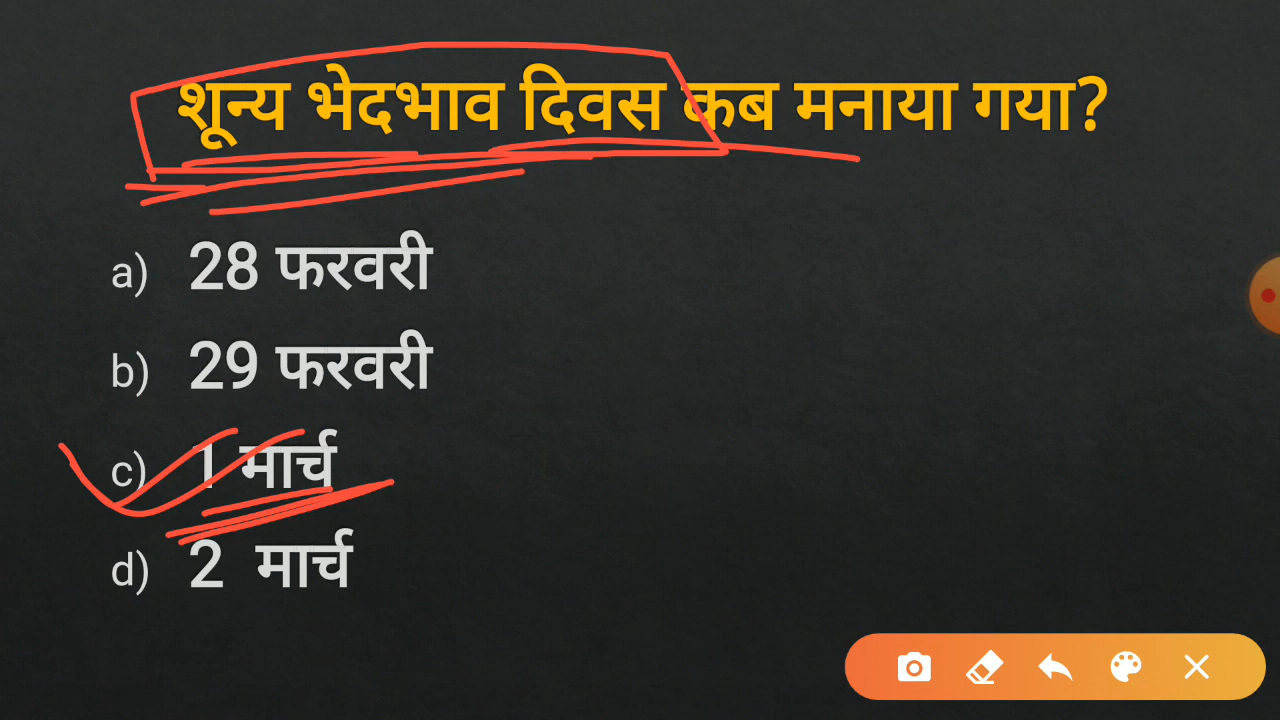 शून्य भेदभाव दिवस कब मनाया गया?
a) 28 फरवरी
b) 29 फरवरी
c) 1 मार्च
d) 2 मार्च